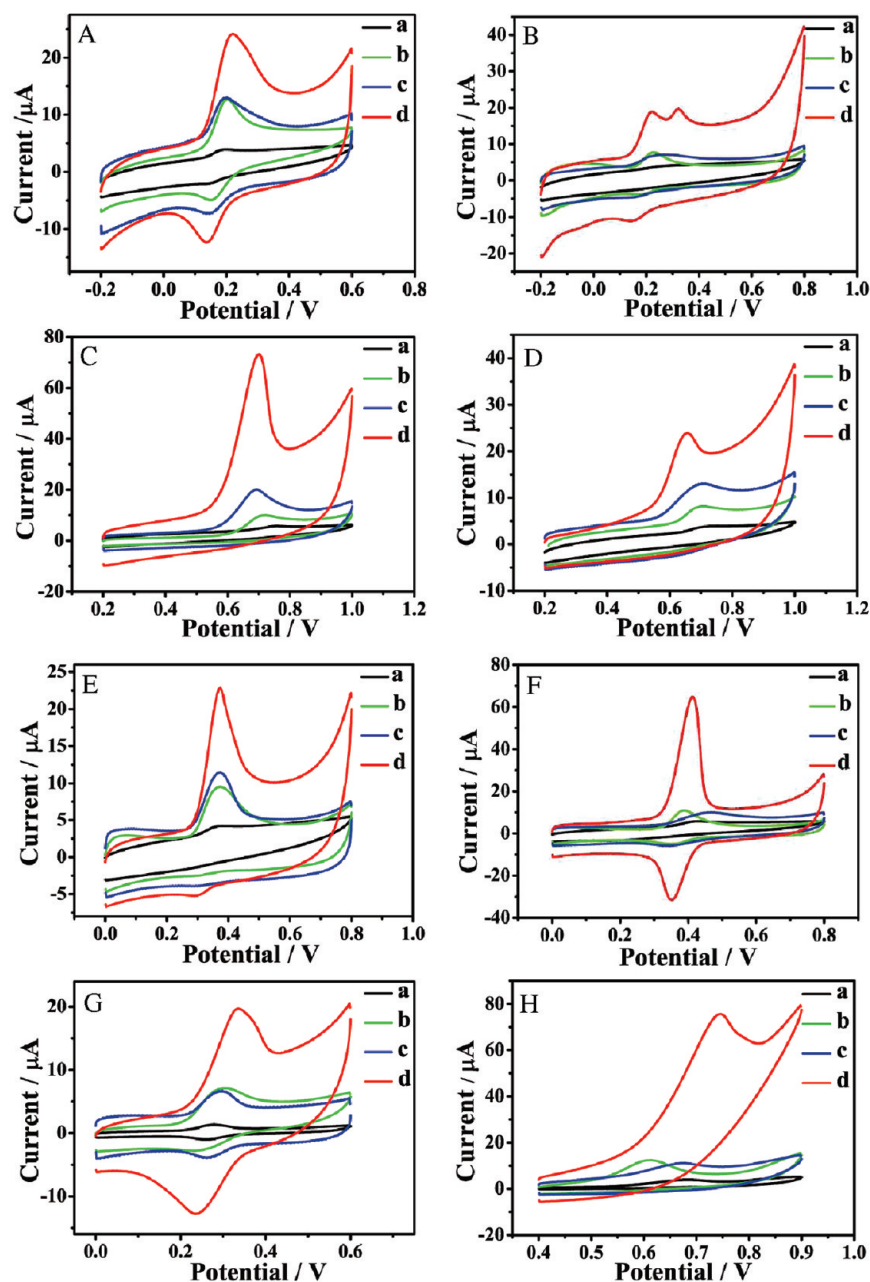 A
a
b
c
d
20
10
0
-10
Current /μA
-0.2
0.0
0.2
0.4
0.6
0.8
Potential / V
B
a
b
c
d
40
30
20
10
0
-10
-20
Current / μA
-0.2
0.0
0.2
0.4
0.6
0.8
1.0
Potential / V
C
a
b
c
d
80
60
40
20
0
-20
Current / μA
0.2
0.4
0.6
0.8
1.0
1.2
Potential / V
D
a
b
c
d
40
30
20
10
0
-10
Current / μA
0.2
0.4
0.6
0.8
1.0
1.2
Potential / V
E
a
b
c
d
25
20
15
10
5
0
-5
Current / μA
0.0
0.2
0.4
0.6
0.8
1.0
Potential / V
F
a
b
c
d
80
60
40
20
0
-20
-40
Current / μA
0.0
0.2
0.4
0.6
0.8
Potential / V
G
a
b
c
d
20
10
0
-10
Current / μA
0.0
0.2
0.4
0.6
Potential / V
H
a
b
c
d
80
60
40
20
0
-20
Current / μA
0.4
0.5
0.6
0.7
0.8
0.9
1.0
Potential / V